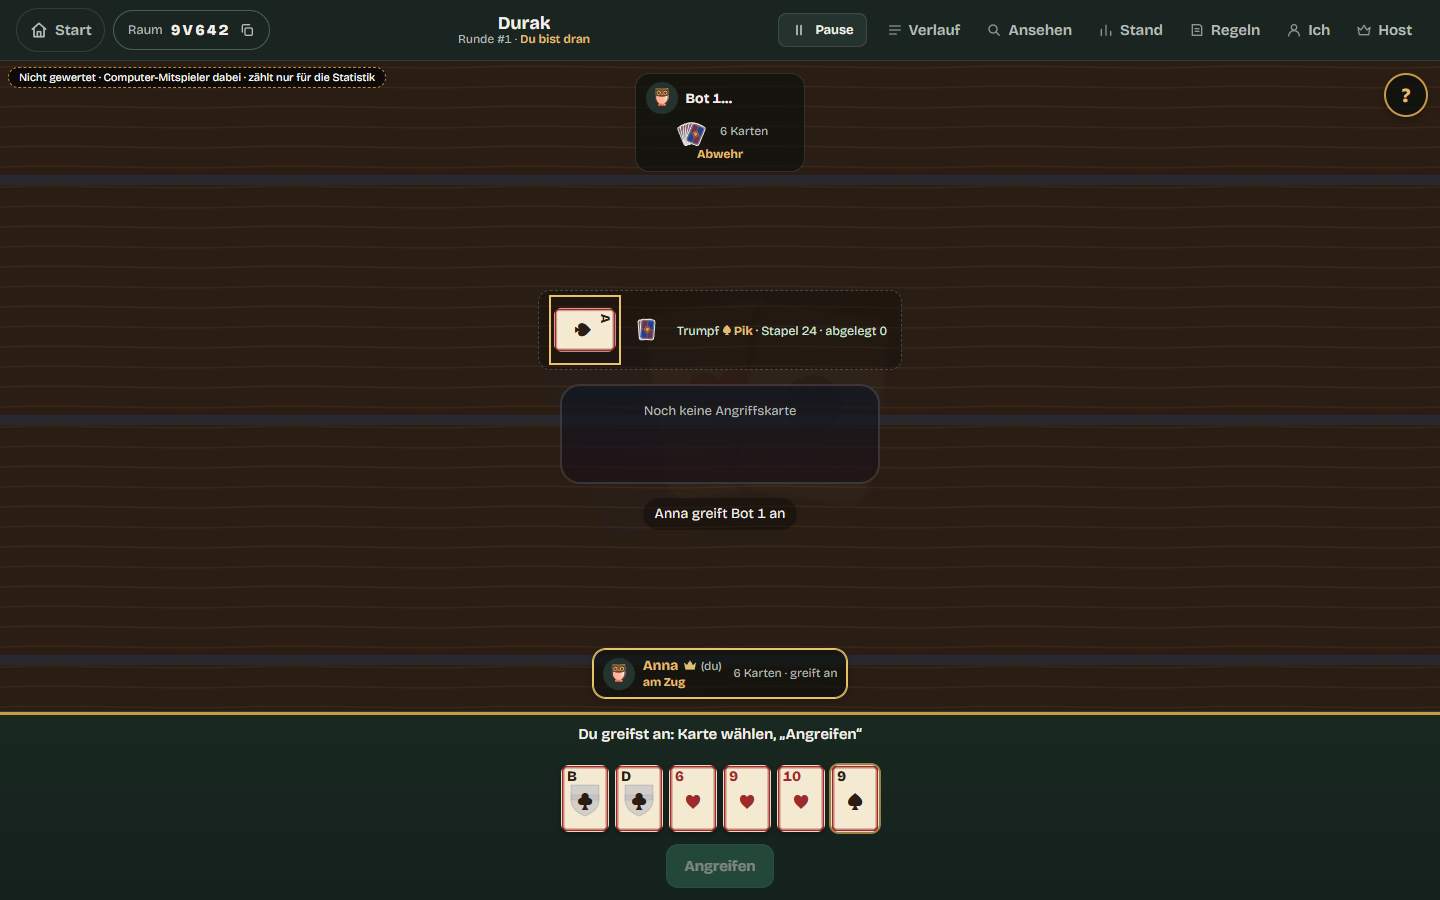 Start
Raum 9V642
Durak
Runde #1 · Du bist dran
Pause
Verlauf
Ansehen
Stand
Regeln
Ich
Host
Nicht gewertet · Computer-Mitspieler dabei · zählt nur für die Statistik
?
Bot 1...
6 Karten
Abwehr
A
Trumpf ♠ Pik · Stapel 24 · abgelegt 0
Noch keine Angriffskarte
Anna greift Bot 1 an
Anna (du)
am Zug
6 Karten · greift an
Du greifst an: Karte wählen, „Angreifen“
B D 6 9 10 9
Angreifen